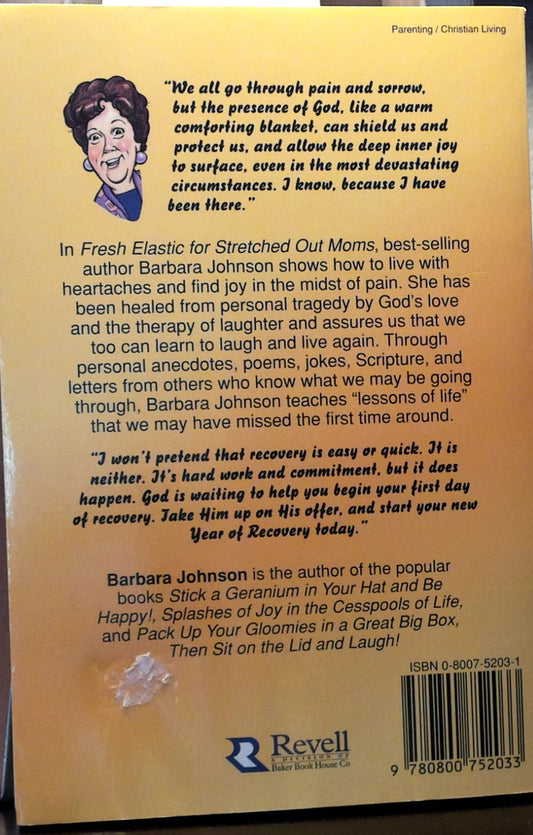 Parenting / Christian Living
"We all go through pain and sorrow,
but the presence of God, like a warm
comforting blanket, can shield us and
protect us, and allow the deep inner joy
to surface, even in the most devastating
circumstances. I know, because I have
been there."
In Fresh Elastic for Stretched Out Moms, best-selling
author Barbara Johnson shows how to live with
heartaches and find joy in the midst of pain. She has
been healed from personal tragedy by God's love
and the therapy of laughter and assures us that we
too can learn to laugh and live again. Through
personal anecdotes, poems, jokes, Scripture, and
letters from others who know what we may be going
through, Barbara Johnson teaches "lessons of life"
that we may have missed the first time around.
"I won't pretend that recovery is easy or quick. It is
neither. It's hard work and commitment, but it does
happen. God is waiting to help you begin your first day
of recovery. Take Him up on His offer, and start your new
Year of Recovery today."
Barbara Johnson is the author of the popular
books Stick a Geranium in Your Hat and Be
Happy!, Splashes of Joy in the Cesspools of Life,
and Pack Up Your Gloomies in a Great Big Box,
Then Sit on the Lid and Laugh!
ISBN 0-8007-5203-1
9 780800 752033
Revell
A DIVISION OF
Baker Book House Co